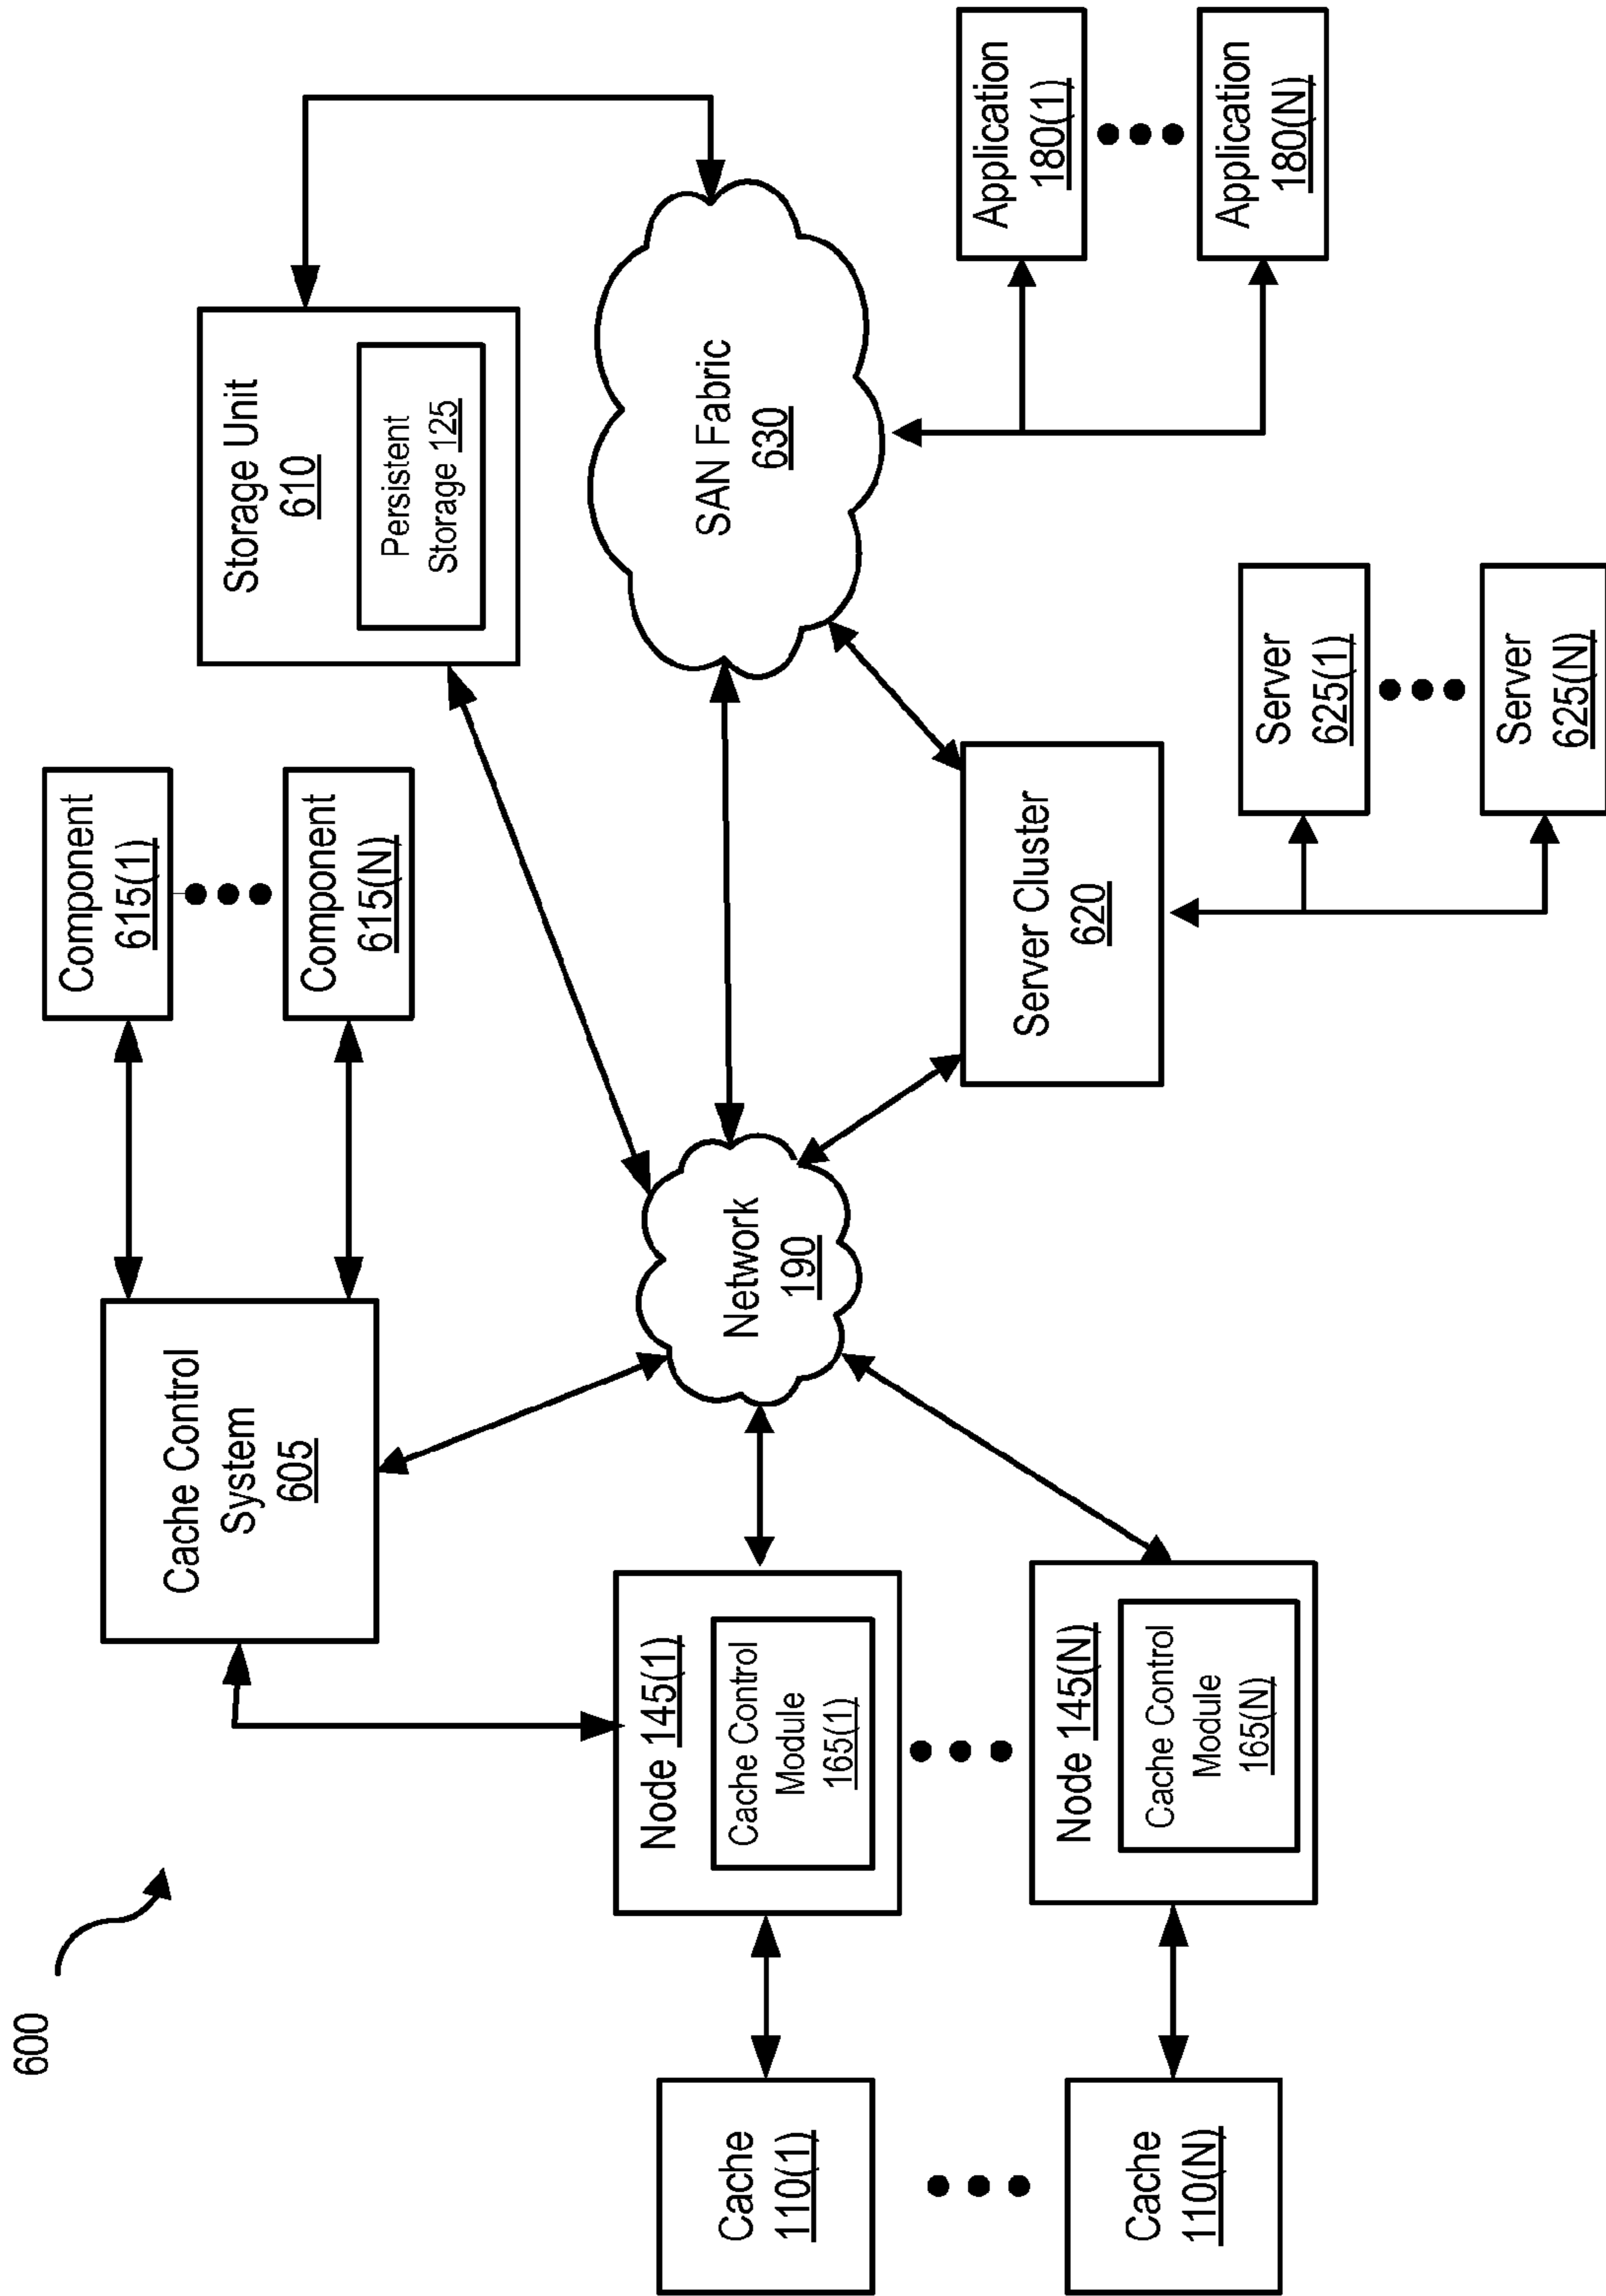 600
Component
615(1)
Component
615(N)
Cache Control
System
605
Storage Unit
610
Persistent
Storage 125
Node 145(1)
Cache Control
Module
165(1)
Cache
110(1)
Network
190
SAN Fabric
630
Node 145(N)
Cache Control
Module
165(N)
Cache
110(N)
Server Cluster
620
Application
180(1)
Application
180(N)
Server
625(1)
Server
625(N)